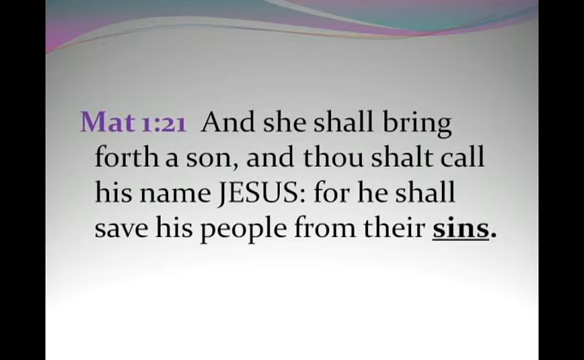 Mat 1:21 And she shall bring
forth a son, and thou shalt call
his name JESUS: for he shall
save his people from their sins.